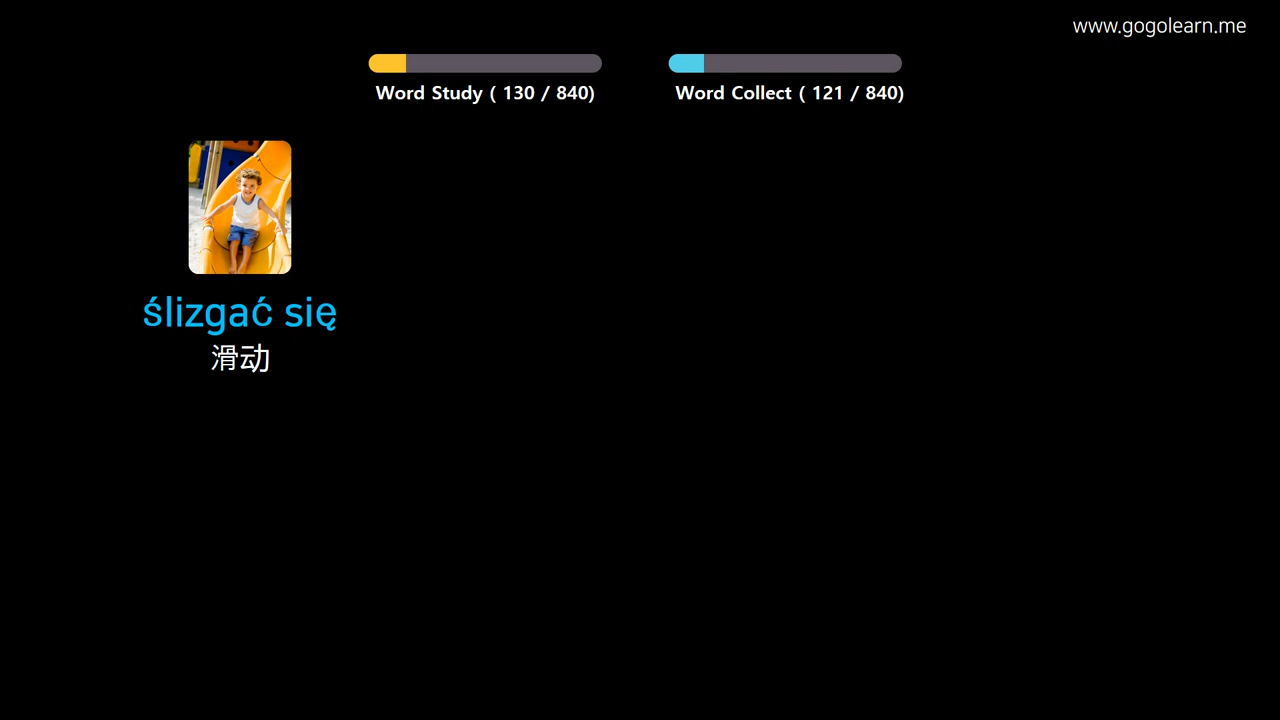 www.gogolearn.me
Word Study ( 130 / 840)
Word Collect ( 121 / 840)
ślizgać się
滑动